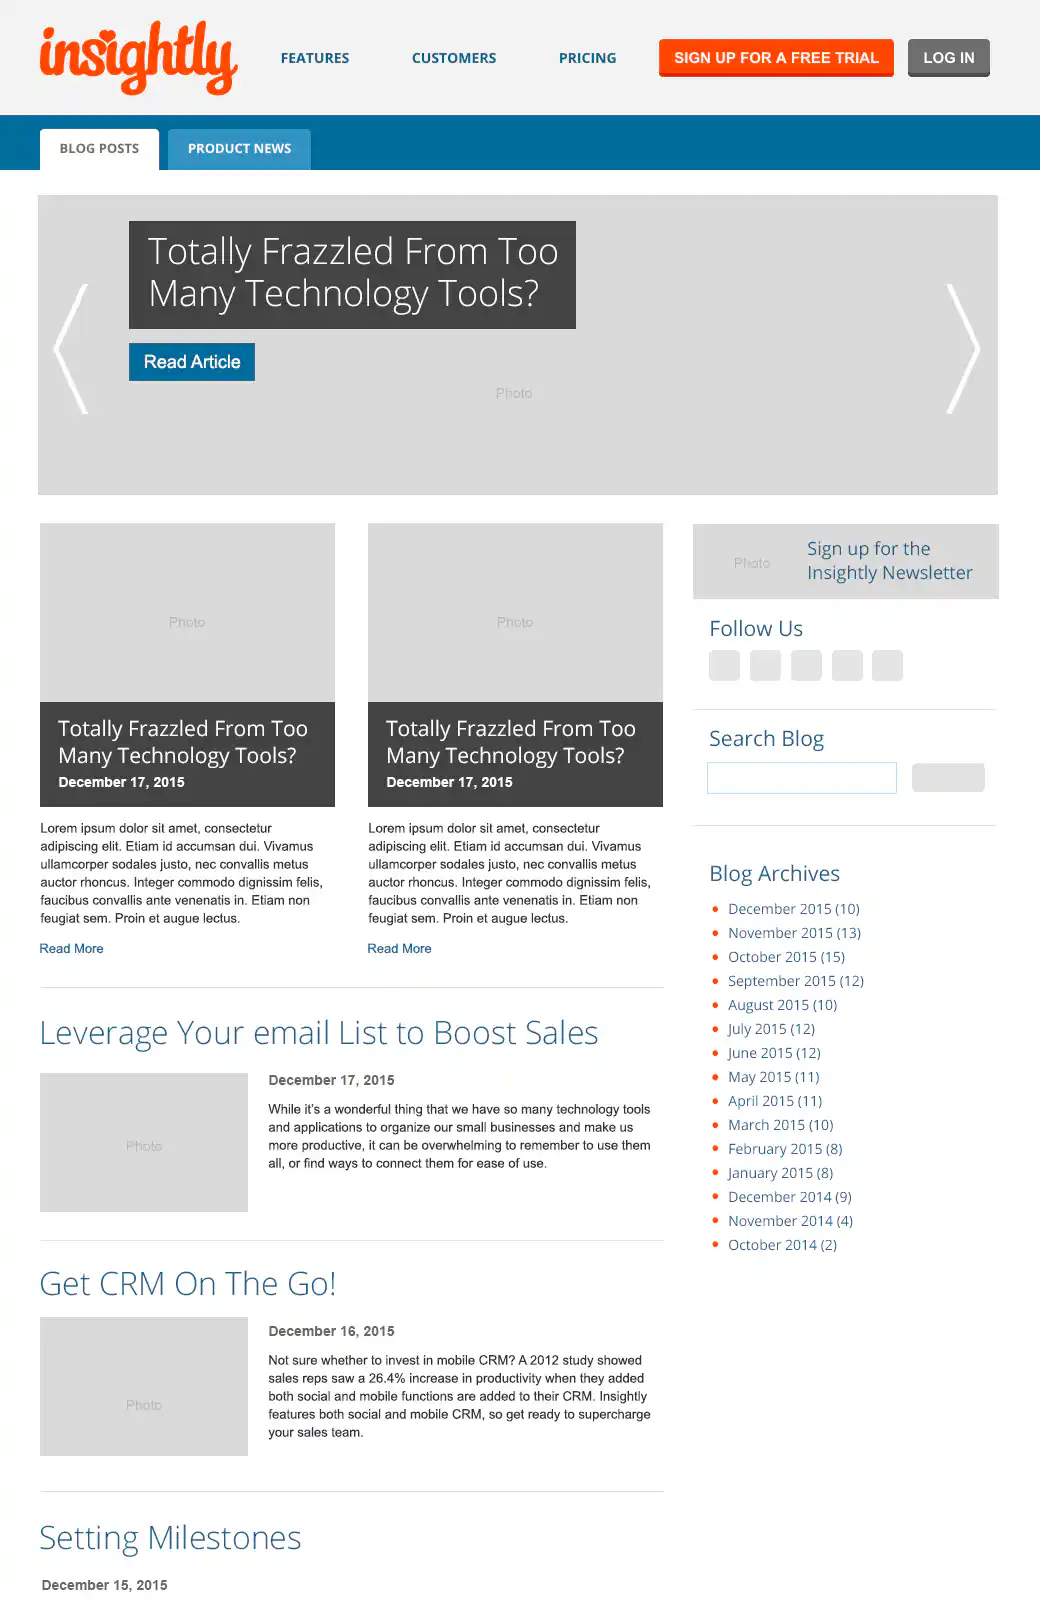 insightly
FEATURES
CUSTOMERS
PRICING
SIGN UP FOR A FREE TRIAL
LOG IN
BLOG POSTS
PRODUCT NEWS
Totally Frazzled From Too
Many Technology Tools?
Read Article
Photo
Photo
Totally Frazzled From Too
Many Technology Tools?
December 17, 2015
Lorem ipsum dolor sit amet, consectetur
adipiscing elit. Etiam id accumsan dui. Vivamus
ullamcorper sodales justo, nec convallis metus
auctor rhoncus. Integer commodo dignissim felis,
faucibus convallis ante venenatis in. Etiam non
feugiat sem. Proin et augue lectus.
Read More
Photo
Totally Frazzled From Too
Many Technology Tools?
December 17, 2015
Lorem ipsum dolor sit amet, consectetur
adipiscing elit. Etiam id accumsan dui. Vivamus
ullamcorper sodales justo, nec convallis metus
auctor rhoncus. Integer commodo dignissim felis,
faucibus convallis ante venenatis in. Etiam non
feugiat sem. Proin et augue lectus.
Read More
Leverage Your email List to Boost Sales
Photo
December 17, 2015
While it's a wonderful thing that we have so many technology tools
and applications to organize our small businesses and make us
more productive, it can be overwhelming to remember to use them
all, or find ways to connect them for ease of use.
Get CRM On The Go!
Photo
December 16, 2015
Not sure whether to invest in mobile CRM? A 2012 study showed
sales reps saw a 26.4% increase in productivity when they added
both social and mobile functions are added to their CRM. Insightly
features both social and mobile CRM, so get ready to supercharge
your sales team.
Setting Milestones
December 15, 2015
Photo
Sign up for the
Insightly Newsletter
Follow Us
Search Blog
Blog Archives
December 2015 (10)
November 2015 (13)
October 2015 (15)
September 2015 (12)
August 2015 (10)
July 2015 (12)
June 2015 (12)
May 2015 (11)
April 2015 (11)
March 2015 (10)
February 2015 (8)
January 2015 (8)
December 2014 (9)
November 2014 (4)
October 2014 (2)